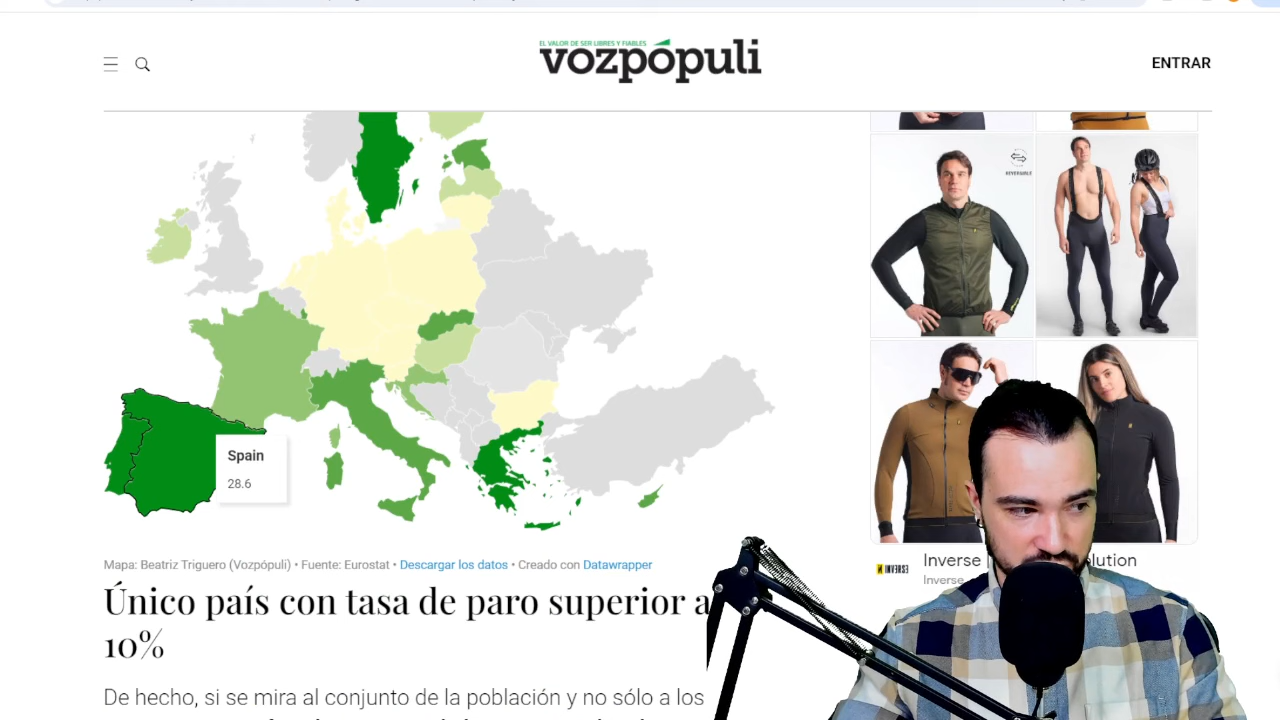 EL VALOR DE SER LIBRES Y FIABLES
vozpópuli
ENTRAR
REVERSIBLE
Spain
28.6
Mapa: Beatriz Triguero (Vozpópuli) • Fuente: Eurostat • Descargar los datos • Creado con Datawrapper
Único país con tasa de paro superior a
10%
De hecho, si se mira al conjunto de la población y no sólo a los
INVERSE
Inverse
Inverse